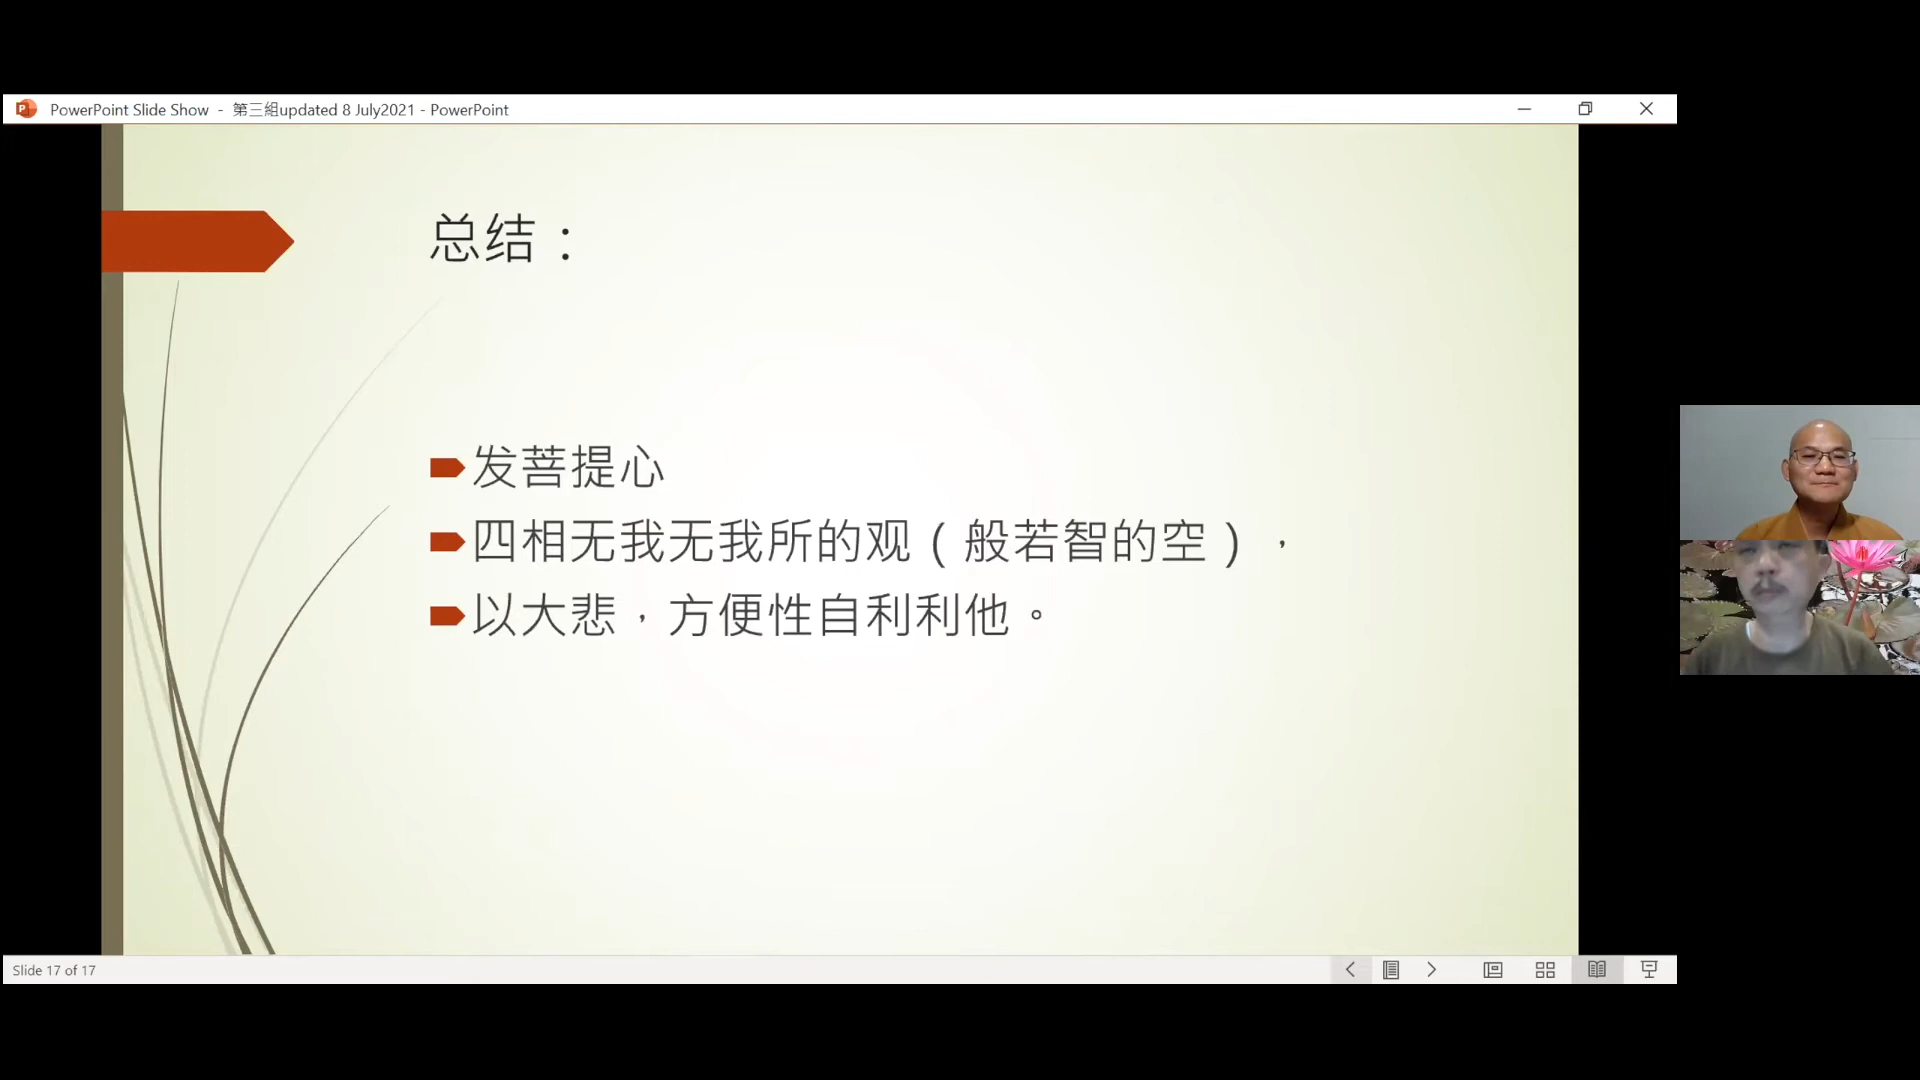 PowerPoint Slide Show - 第三組updated 8 July2021 - PowerPoint
总结：
发菩提心
四相无我无我所的观（般若智的空），
以大悲，方便性自利利他。
Slide 17 of 17